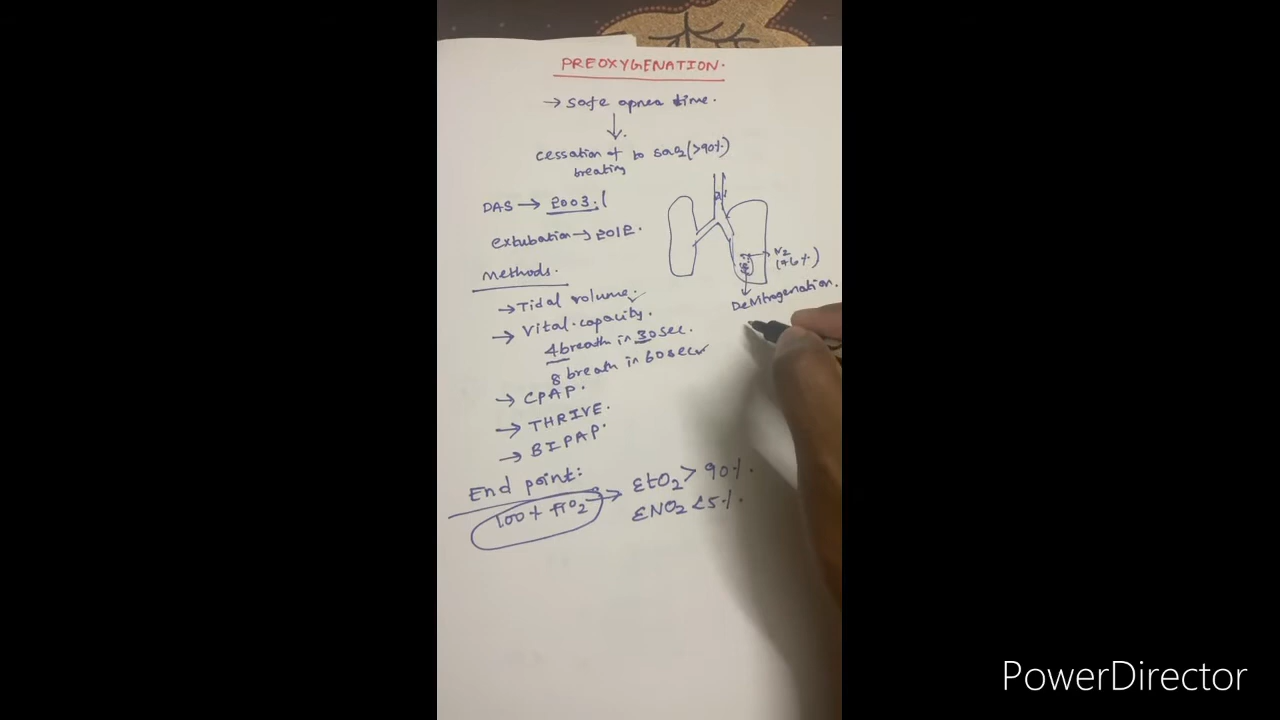 PREOXYGENATION.
→ safe apnea time.
cessation of to SaO2 (>90%)
breating
DAS → 2003.
extubation → 2012.
N2
Methods.
DeNitrogenation.
→ Tidal volume.
→ Vital capacity.
4 breath in 30 sec.
8 breath in 60 sec
→ CPAP.
→ THRIVE.
→ BIPAP.
End point:
100% FiO2 → EtO2 > 90%.
ENO2 < 5%.
PowerDirector